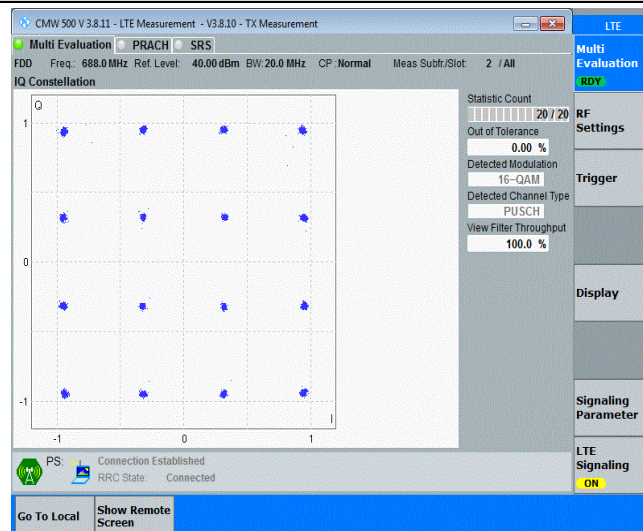 CMW 500 V 3.8.11 - LTE Measurement - V3.8.10 - TX Measurement
LTE
Multi Evaluation PRACH SRS
Multi
Evaluation
RDY
FDD Freq.: 688.0 MHz Ref. Level: 40.00 dBm BW: 20.0 MHz CP : Normal Meas Subfr./Slot: 2 / All
IQ Constellation
Statistic Count
20 / 20
Out of Tolerance
0.00 %
Detected Modulation
16-QAM
Detected Channel Type
PUSCH
View Filter Throughput
100.0 %
Q
1
0
-1
I
-1 0 1
RF
Settings
Trigger
Display
Signaling
Parameter
LTE
Signaling
ON
PS: Connection Established
RRC State: Connected
Go To Local
Show Remote
Screen